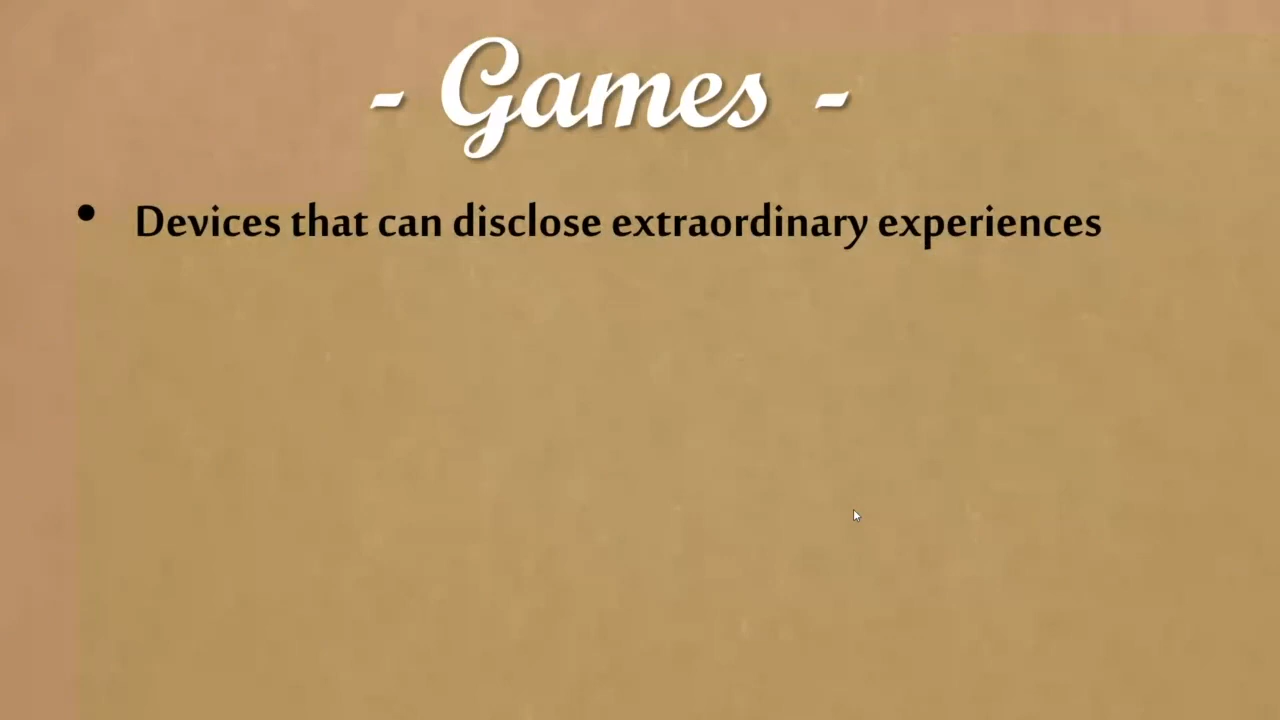 - Games -
• Devices that can disclose extraordinary experiences